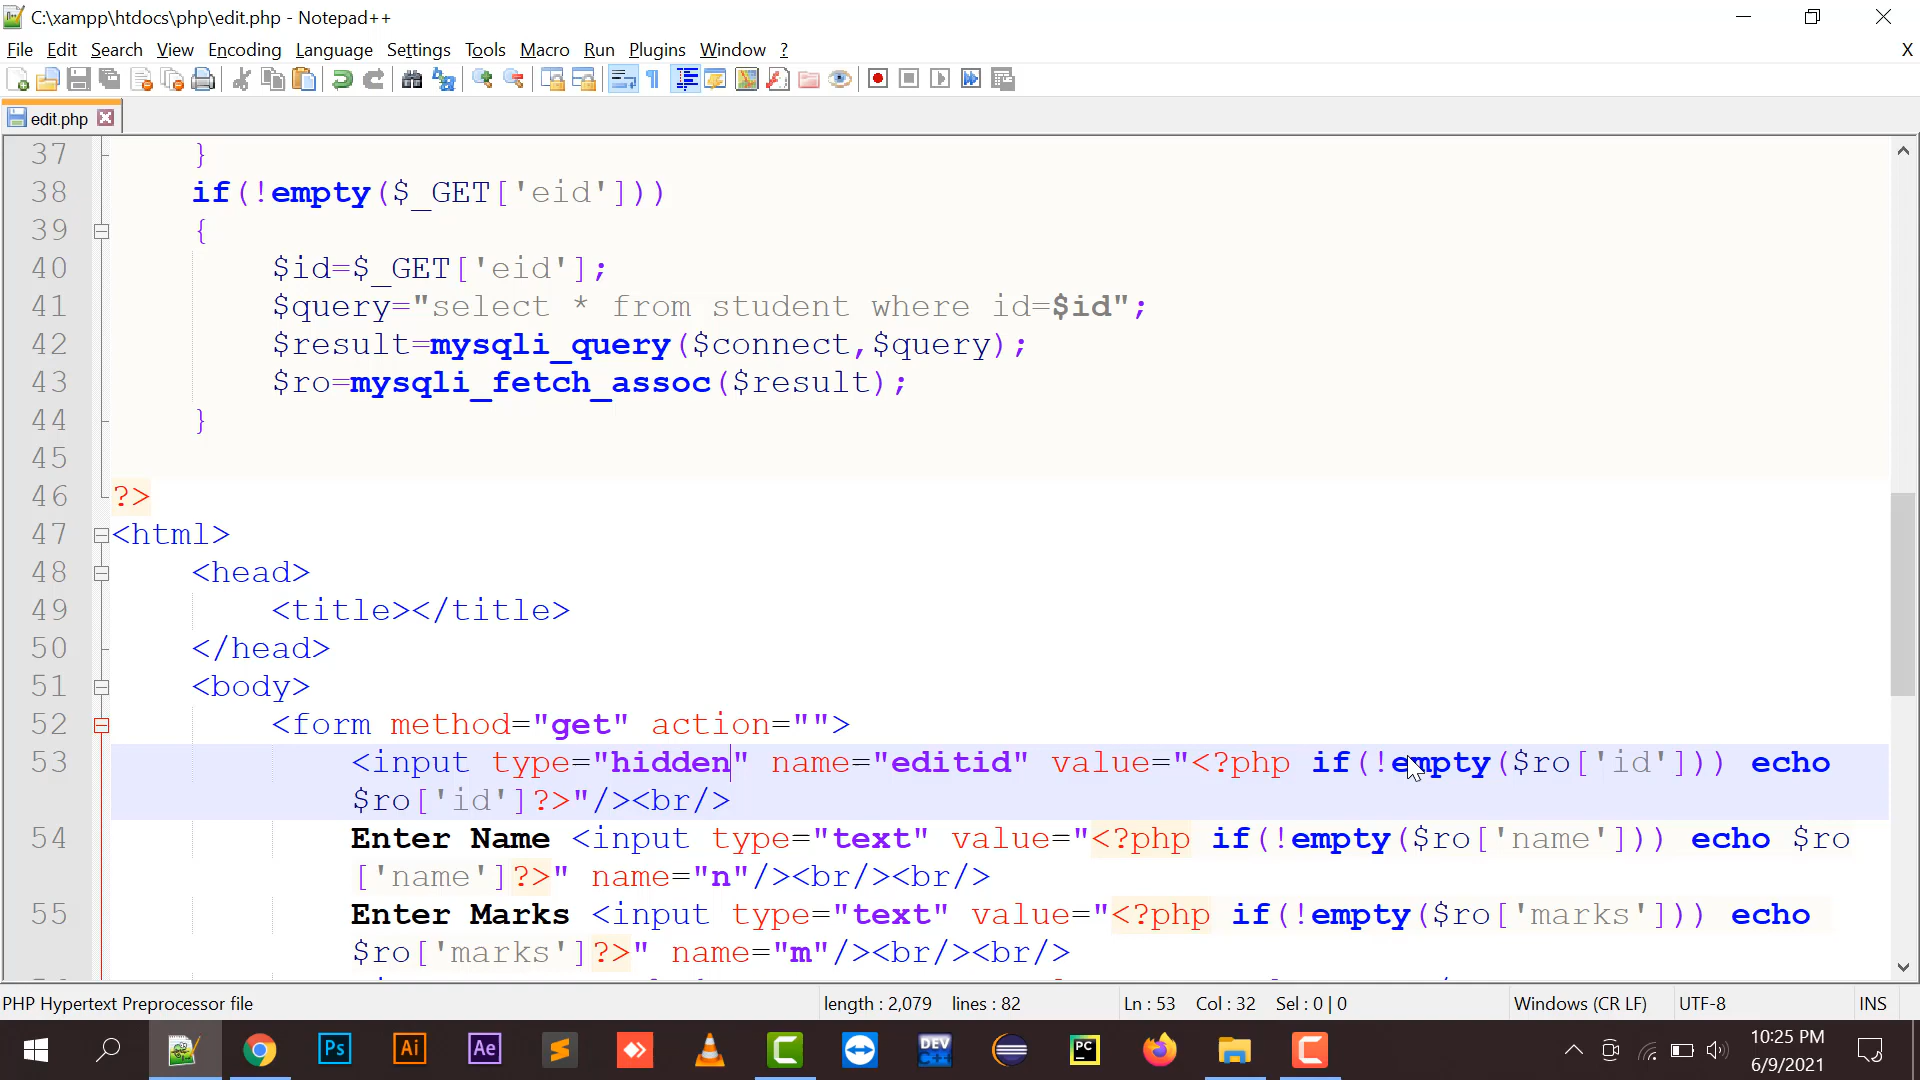 C:\xampp\htdocs\php\edit.php - Notepad++
File Edit Search View Encoding Language Settings Tools Macro Run Plugins Window ? X
edit.php
37 }
38 if(!empty($_GET['eid']))
39 {
40 $id=$_GET['eid'];
41 $query="select * from student where id=$id";
42 $result=mysqli_query($connect,$query);
43 $ro=mysqli_fetch_assoc($result);
44 }
45
46 ?>
47 <html>
48 <head>
49 <title></title>
50 </head>
51 <body>
52 <form method="get" action="">
53 <input type="hidden" name="editid" value="<?php if(!empty($ro['id'])) echo
$ro['id']?>"/><br/>
54 Enter Name <input type="text" value="<?php if(!empty($ro['name'])) echo $ro
['name']?>" name="n"/><br/><br/>
55 Enter Marks <input type="text" value="<?php if(!empty($ro['marks'])) echo
$ro['marks']?>" name="m"/><br/><br/>
PHP Hypertext Preprocessor file length : 2,079 lines : 82 Ln : 53 Col : 32 Sel : 0 | 0 Windows (CR LF) UTF-8 INS
Ps Ai Ae DEV C++ PC
10:25 PM
6/9/2021